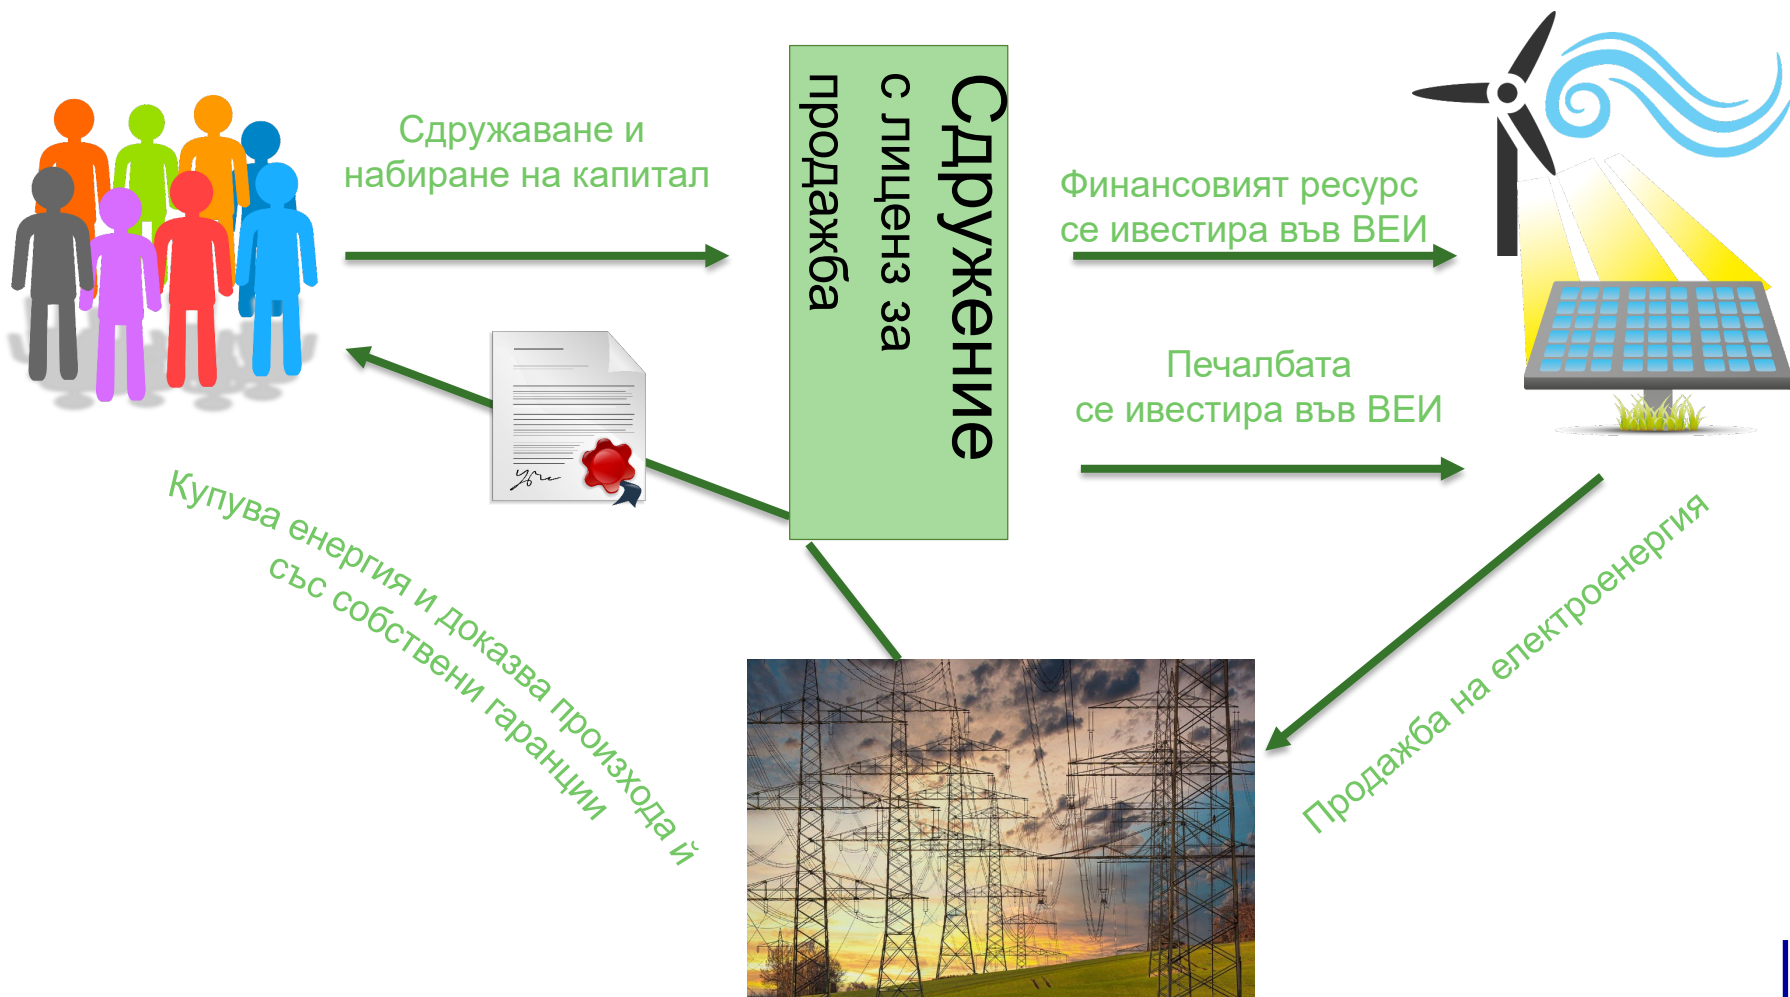 Сдружаване и
набиране на капитал
Сдружение
с лиценз за
продажба
Финансовият ресурс
се ивестира във ВЕИ
Печалбата
се ивестира във ВЕИ
Купува енергия и доказва произхода й
със собствени гаранции
Продажба на електроенергия